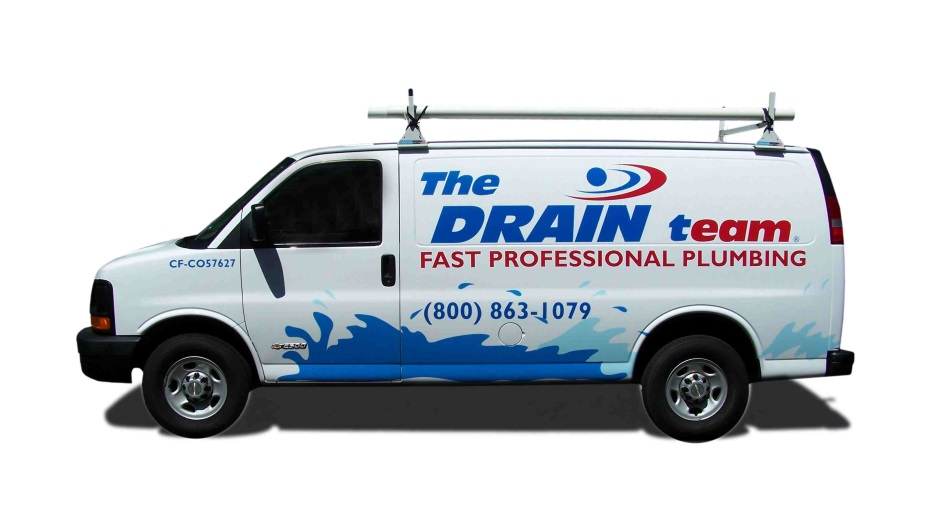 The
DRAIN team®
FAST PROFESSIONAL PLUMBING
CF-CO57627
(800) 863-1079